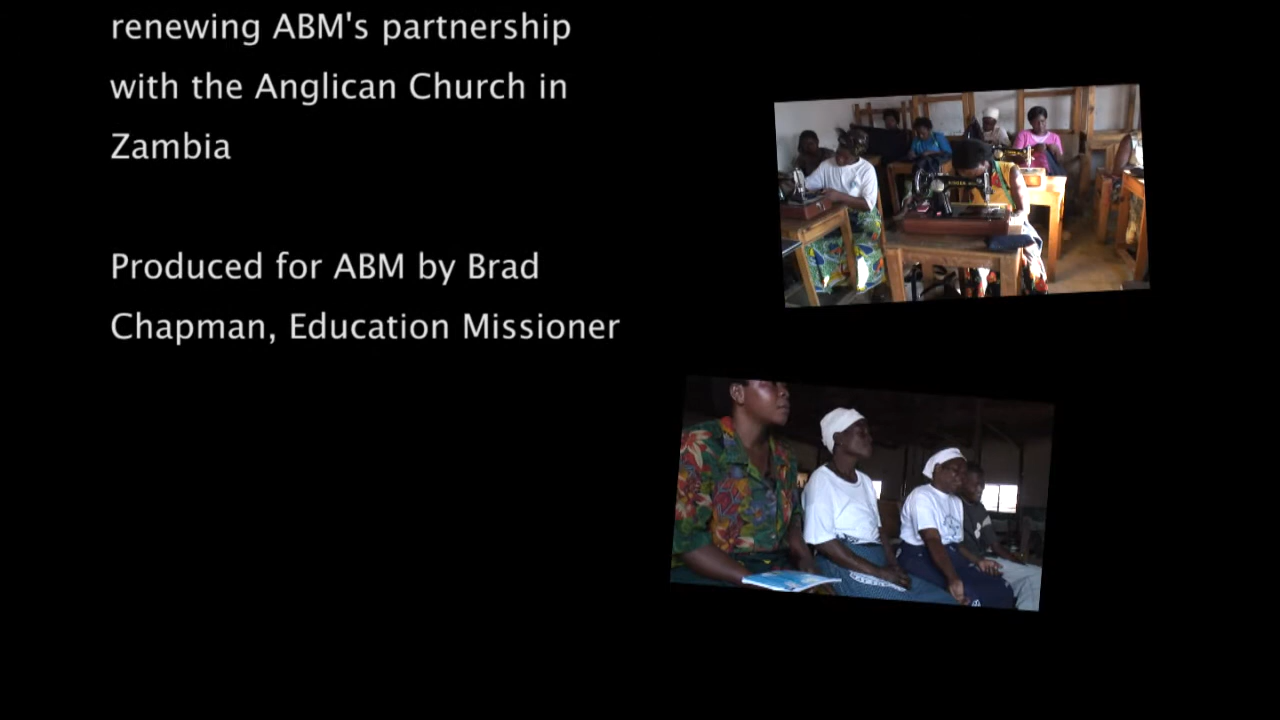 renewing ABM's partnership
with the Anglican Church in
Zambia
Produced for ABM by Brad
Chapman, Education Missioner